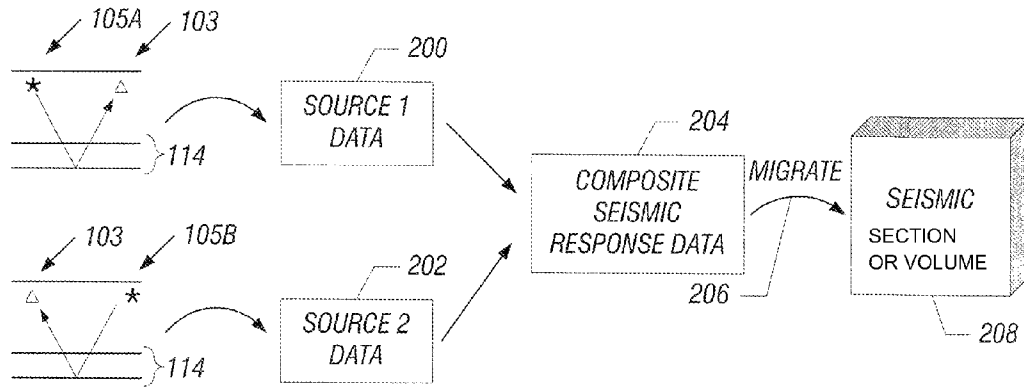 105A
103
114
200
SOURCE 1
DATA
204
COMPOSITE
SEISMIC
RESPONSE DATA
MIGRATE
206
SEISMIC
SECTION
OR VOLUME
208
103
105B
114
202
SOURCE 2
DATA